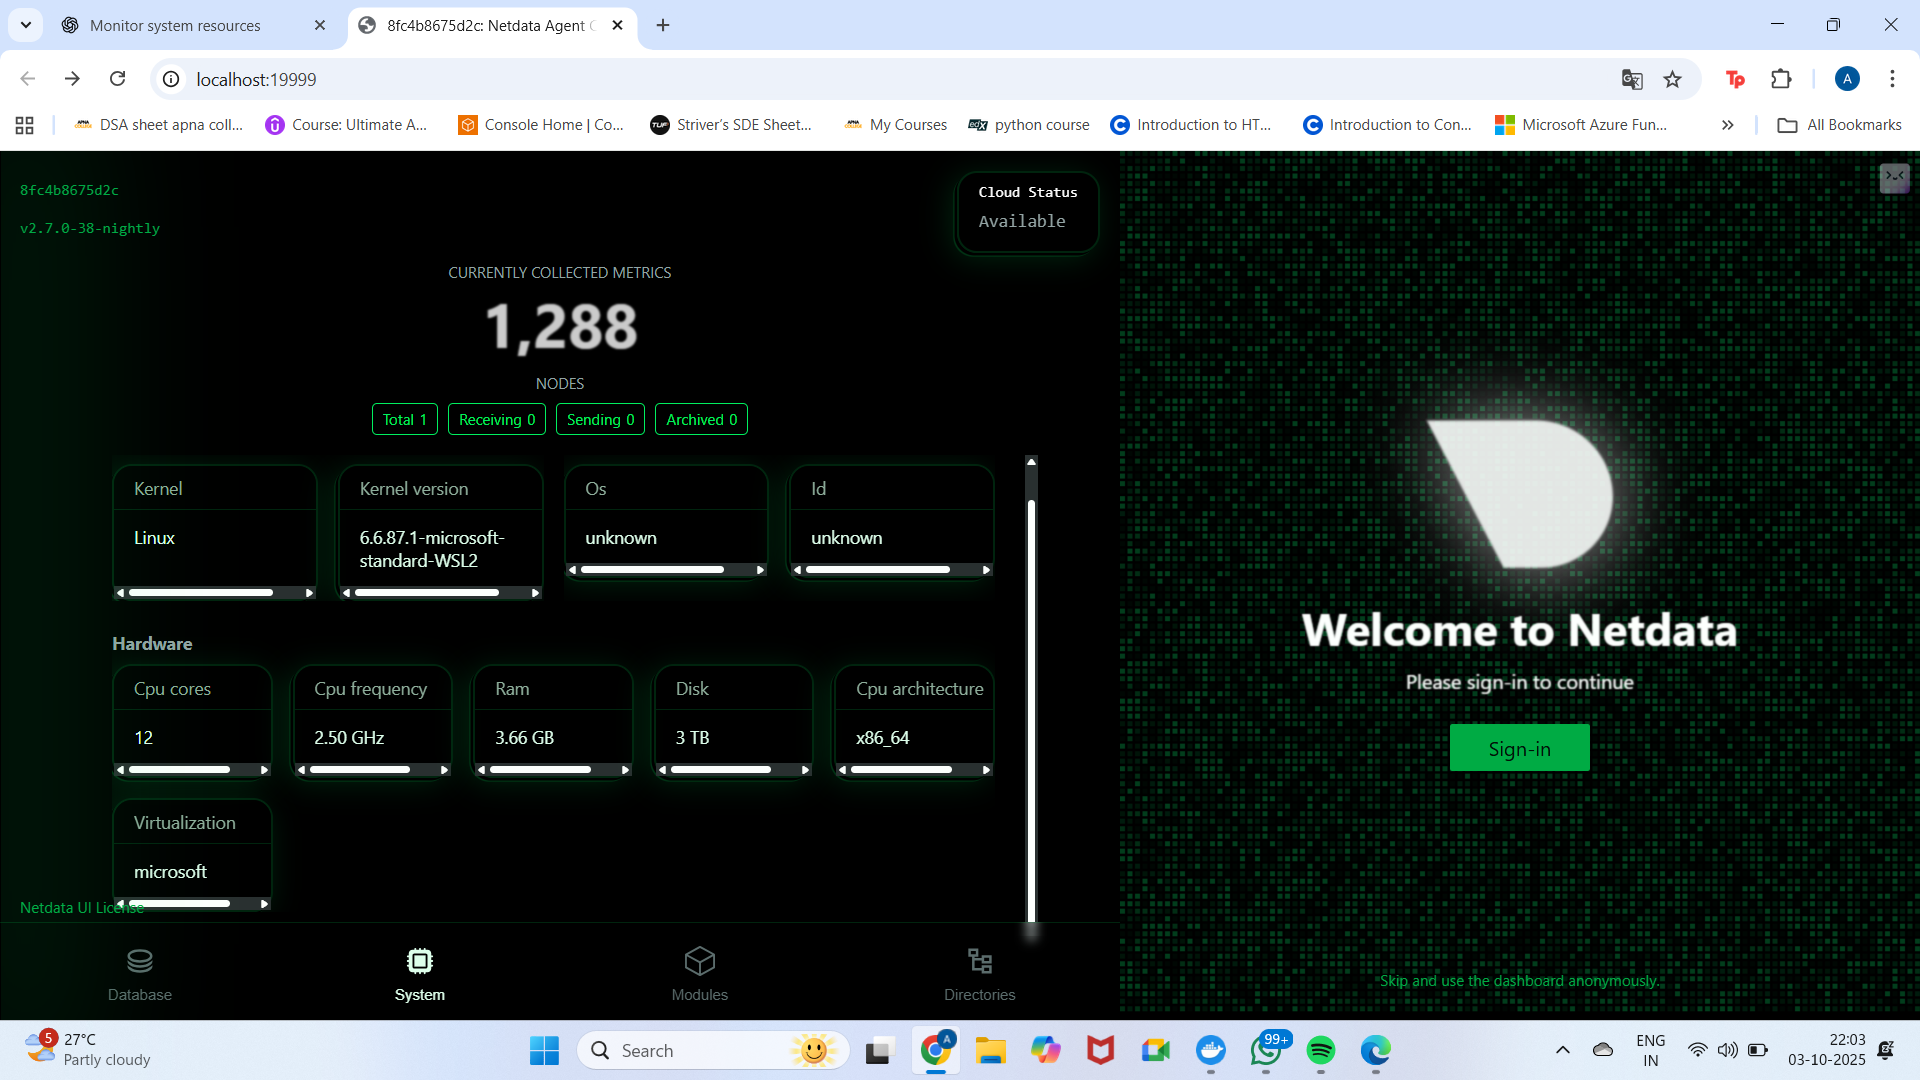 Monitor system resources
8fc4b8675d2c: Netdata Agent
localhost:19999
A
DSA sheet apna coll...
Course: Ultimate A...
Console Home | Co...
Striver's SDE Sheet...
My Courses
python course
Introduction to HT...
Introduction to Con...
Microsoft Azure Fun...
All Bookmarks
8fc4b8675d2c
v2.7.0-38-nightly
Cloud Status
Available
CURRENTLY COLLECTED METRICS
1,288
NODES
Total 1
Receiving 0
Sending 0
Archived 0
Kernel
Linux
Kernel version
6.6.87.1-microsoft-
standard-WSL2
Os
unknown
Id
unknown
Hardware
Cpu cores
12
Cpu frequency
2.50 GHz
Ram
3.66 GB
Disk
3 TB
Cpu architecture
x86_64
Virtualization
microsoft
Netdata UI License
Database
System
Modules
Directories
Welcome to Netdata
Please sign-in to continue
Sign-in
Skip and use the dashboard anonymously.
5
27°C
Partly cloudy
Search
A
99+
ENG
IN
22:03
03-10-2025